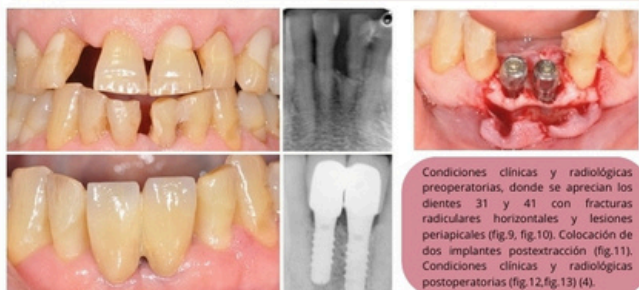 Condiciones clínicas y radiológicas
preoperatorias, donde se aprecian los
dientes 31 y 41 con fracturas
radiculares horizontales y lesiones
periapicales (fig.9, fig.10). Colocación de
dos implantes postextracción (fig.11).
Condiciones clínicas y radiológicas
postoperatorias (fig.12,fig.13) (4).